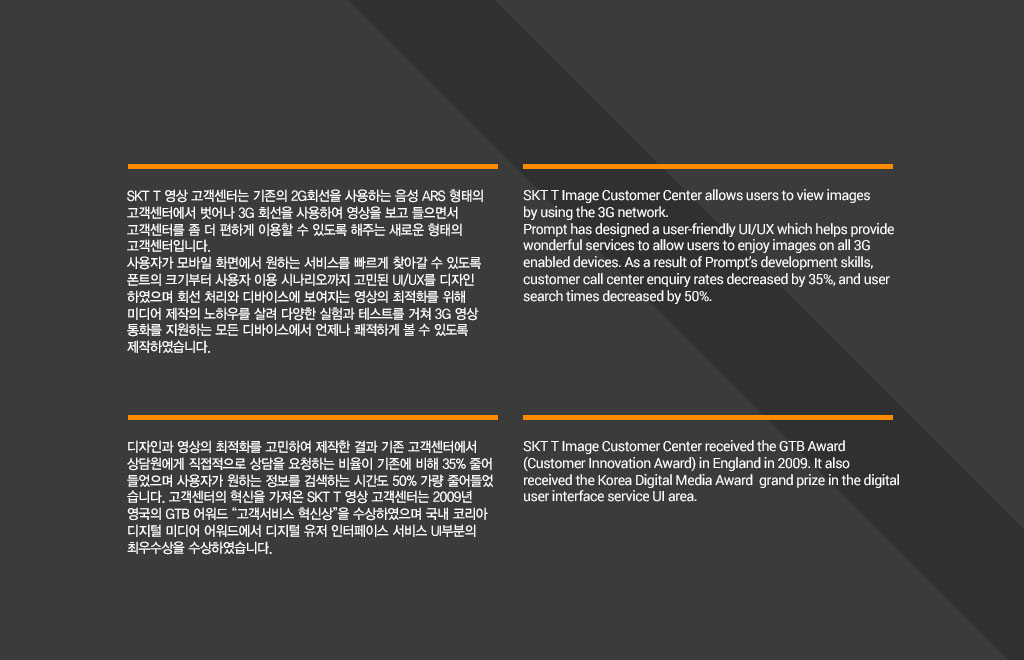 SKT T 영상 고객센터는 기존의 2G회선을 사용하는 음성 ARS 형태의
고객센터에서 벗어나 3G 회선을 사용하여 영상을 보고 들으면서
고객센터를 좀 더 편하게 이용할 수 있도록 해주는 새로운 형태의
고객센터입니다.
사용자가 모바일 화면에서 원하는 서비스를 빠르게 찾아갈 수 있도록
폰트의 크기부터 사용자 이용 시나리오까지 고민된 UI/UX를 디자인
하였으며 회선 처리와 디바이스에 보여지는 영상의 최적화를 위해
미디어 제작의 노하우를 살려 다양한 실험과 테스트를 거쳐 3G 영상
통화를 지원하는 모든 디바이스에서 언제나 쾌적하게 볼 수 있도록
제작하였습니다.
SKT T Image Customer Center allows users to view images
by using the 3G network.
Prompt has designed a user-friendly UI/UX which helps provide
wonderful services to allow users to enjoy images on all 3G
enabled devices. As a result of Prompt's development skills,
customer call center enquiry rates decreased by 35%, and user
search times decreased by 50%.
디자인과 영상의 최적화를 고민하여 제작한 결과 기존 고객센터에서
상담원에게 직접적으로 상담을 요청하는 비율이 기존에 비해 35% 줄어
들었으며 사용자가 원하는 정보를 검색하는 시간도 50% 가량 줄어들었
습니다. 고객센터의 혁신을 가져온 SKT T 영상 고객센터는 2009년
영국의 GTB 어워드 “고객서비스 혁신상”을 수상하였으며 국내 코리아
디지털 미디어 어워드에서 디지털 유저 인터페이스 서비스 UI부분의
최우수상을 수상하였습니다.
SKT T Image Customer Center received the GTB Award
(Customer Innovation Award) in England in 2009. It also
received the Korea Digital Media Award  grand prize in the digital
user interface service UI area.